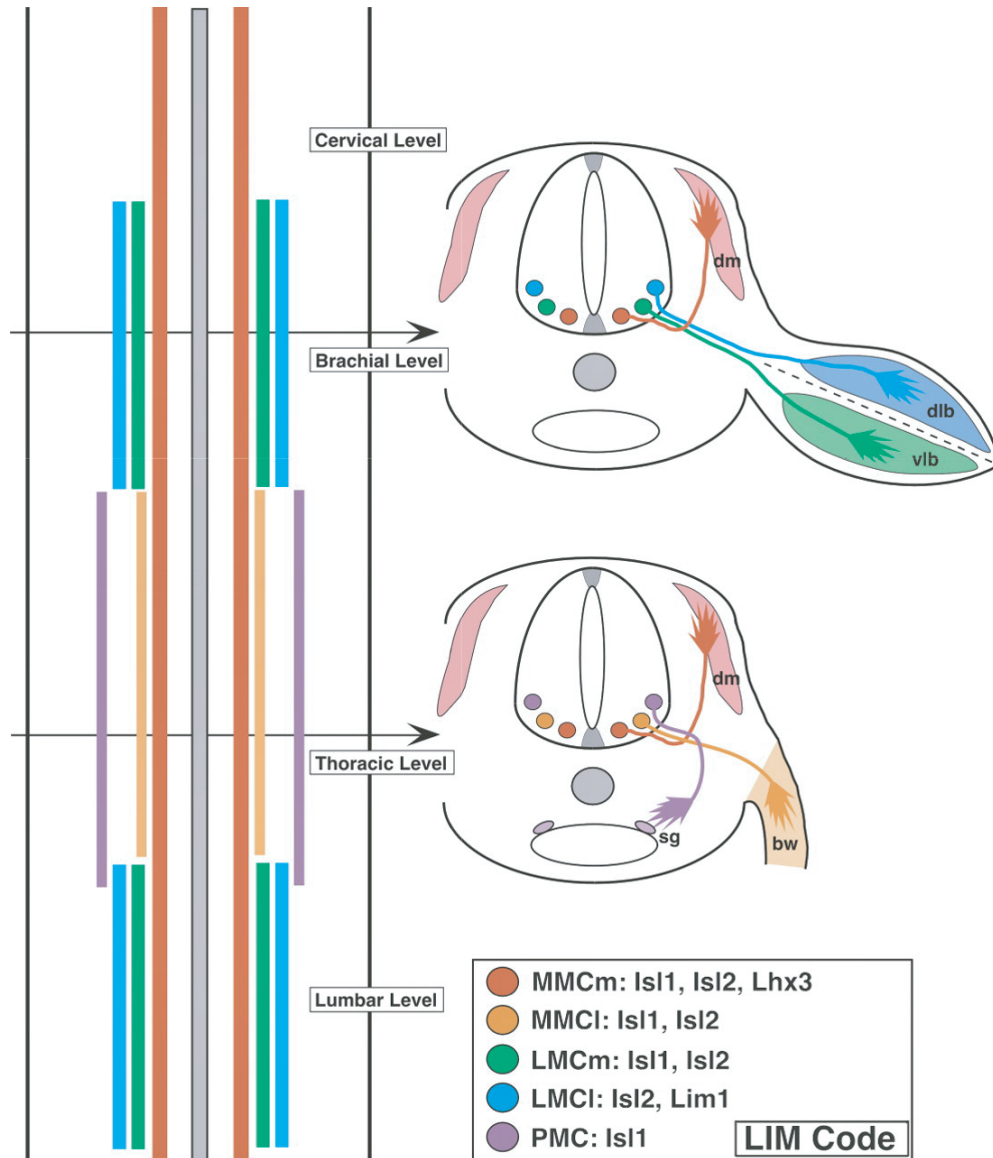 Cervical Level
dm
Brachial Level
dlb
vlb
dm
Thoracic Level
sg
bw
Lumbar Level
MMCm: Isl1, Isl2, Lhx3
MMCl: Isl1, Isl2
LMCm: Isl1, Isl2
LMCl: Isl2, Lim1
PMC: Isl1
LIM Code